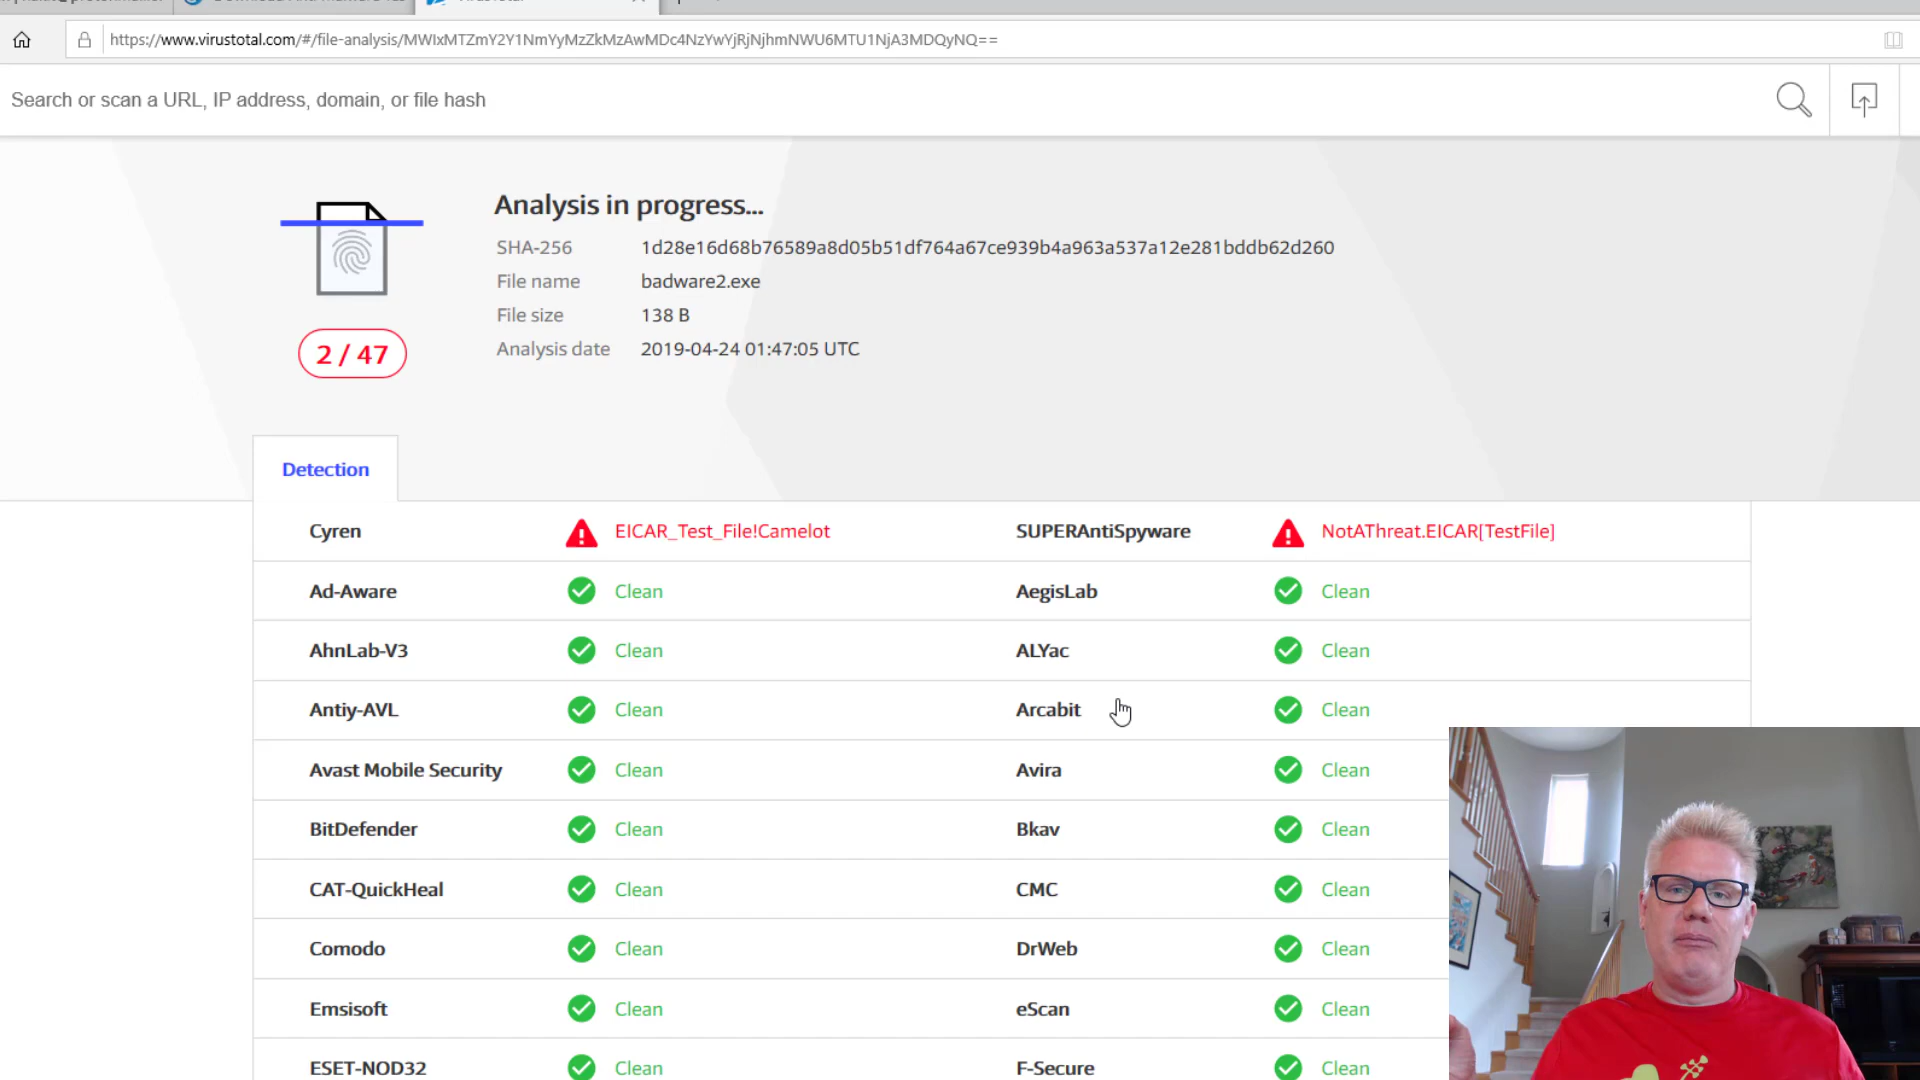 https://www.virustotal.com/#/file-analysis/MWIxMTZmY2Y1NmYyMzZkMzAwMDc4NzYwYjRjNjhmNWU6MTU1NjA3MDQyNQ==
Search or scan a URL, IP address, domain, or file hash
Analysis in progress...
SHA-256 1d28e16d68b76589a8d05b51df764a67ce939b4a963a537a12e281bddb62d260
File name badware2.exe
File size 138 B
2 / 47
Analysis date 2019-04-24 01:47:05 UTC
Detection
Cyren EICAR_Test_File!Camelot SUPERAntiSpyware NotAThreat.EICAR[TestFile]
Ad-Aware Clean AegisLab Clean
AhnLab-V3 Clean ALYac Clean
Antiy-AVL Clean Arcabit Clean
Avast Mobile Security Clean Avira Clean
BitDefender Clean Bkav Clean
CAT-QuickHeal Clean CMC Clean
Comodo Clean DrWeb Clean
Emsisoft Clean eScan Clean
ESET-NOD32 Clean F-Secure Clean